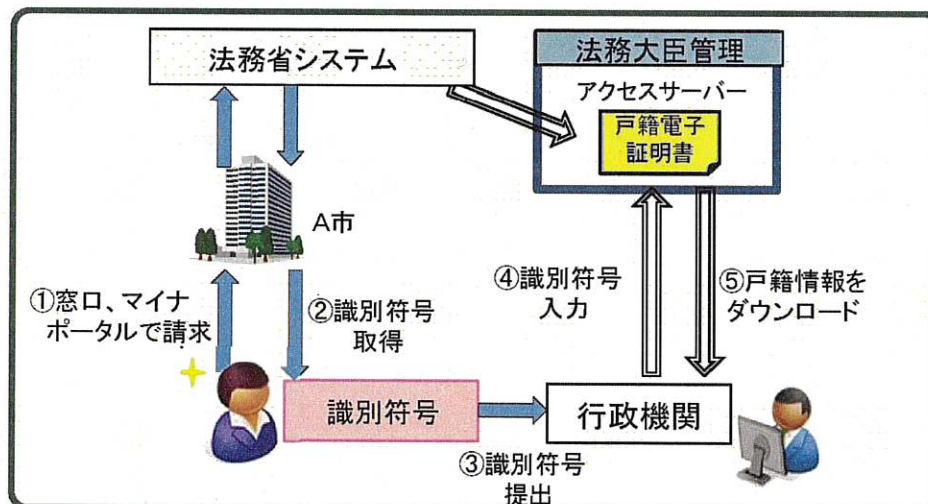 法務省システム
法務大臣管理
アクセスサーバー
戸籍電子
証明書
A市
①窓口、マイナ
ポータルで請求
②識別符号
取得
④識別符号
入力
⑤戸籍情報を
ダウンロード
識別符号
行政機関
③識別符号
提出